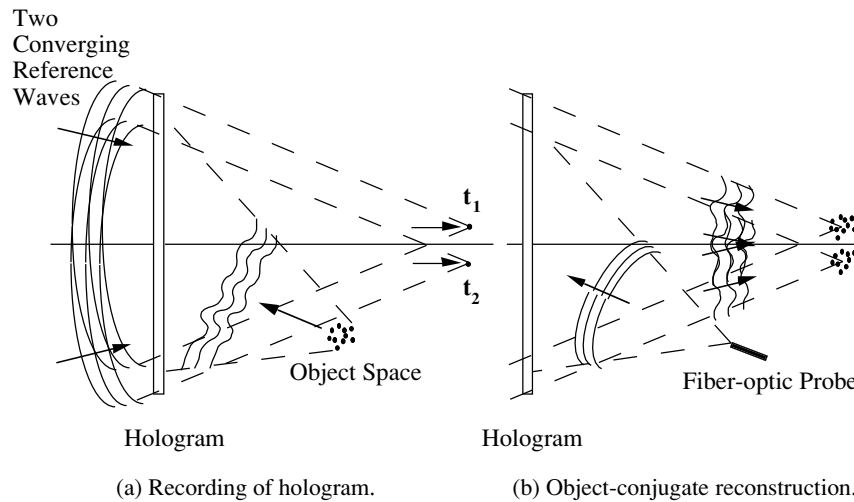 Two
Converging
Reference
Waves
t1
t2
Object Space
Hologram
(a) Recording of hologram.
Fiber-optic Probe
Hologram
(b) Object-conjugate reconstruction.